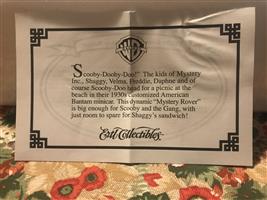 WB
"Scooby-Dooby-Doo!" The kids of Mystery
Inc., Shaggy, Velma, Freddie, Daphne and of
course Scooby-Doo head for a picnic at the
beach in their 1930s customized American
Bantam minicar. This dynamic "Mystery Rover"
is big enough for Scooby and the Gang, with
just room to spare for Shaggy's sandwich!
Ertl Collectibles